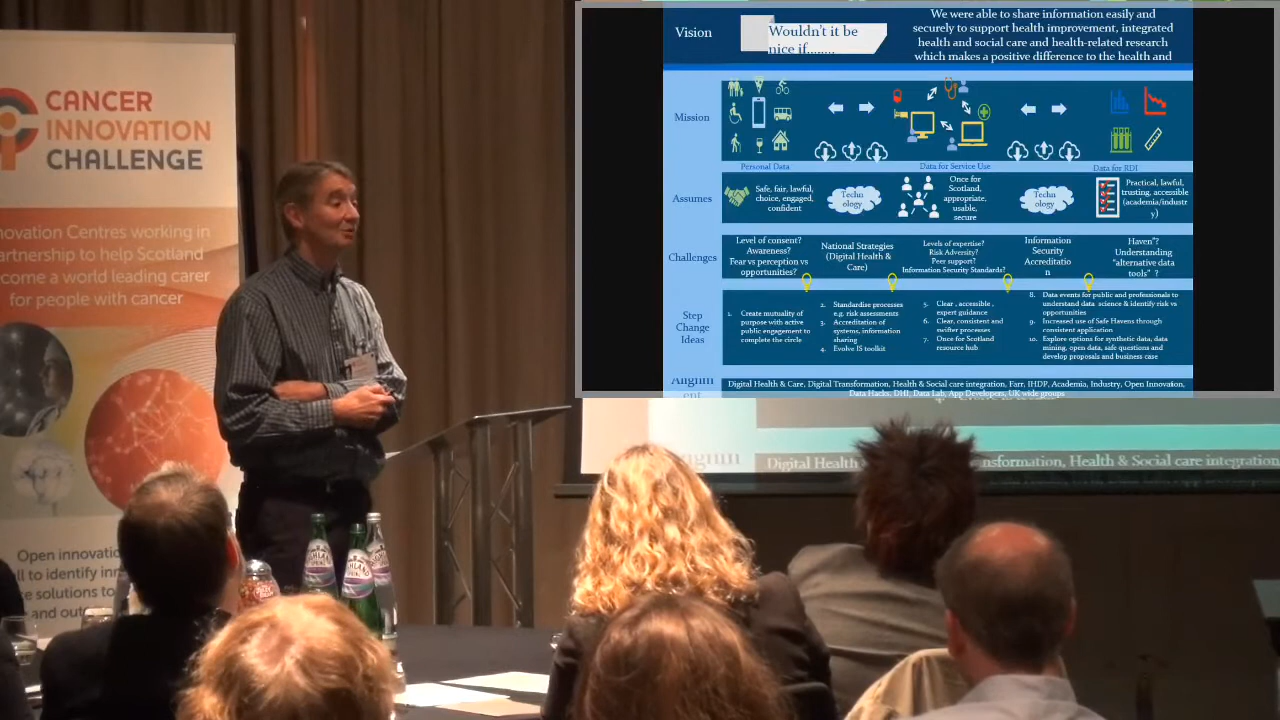 CANCER
INNOVATION
CHALLENGE
novation Centres working in
artnership to help Scotland
come a world leading carer
for people with cancer
Open innovati
ll to identify in
e solutions to
and out
HIGHLAND
SPRING
Vision
Wouldn't it be
nice if........
We were able to share information easily and
securely to support health improvement, integrated
health and social care and health-related research
which makes a positive difference to the health and
Mission
Personal Data
Data for Service Use
Data for RDI
Assumes
Safe, fair, lawful,
choice, engaged,
confident
Techn
ology
Once for
Scotland,
appropriate,
usable,
secure
Techn
ology
Practical, lawful,
trusting, accessible
(academia/industr
y)
Challenges
Level of consent?
Awareness?
Fear vs perception vs
opportunities?
National Strategies
(Digital Health &
Care)
Levels of expertise?
Risk Adversity?
Peer support?
Information Security Standards?
Information
Security
Accreditatio
n
Haven"?
Understanding
"alternative data
tools" ?
Step
Change
Ideas
1. Create mutuality of
purpose with active
public engagement to
complete the circle
2. Standardise processes
e.g. risk assessments
3. Accreditation of
systems, information
sharing
4. Evolve IS toolkit
5. Clear , accessible ,
expert guidance
6. Clear, consistent and
swifter processes
7. Once for Scotland
resource hub
8. Data events for public and professionals to
understand data science & identify risk vs
opportunities
9. Increased use of Safe Havens through
consistent application
10. Explore options for synthetic data, data
mining, open data, safe questions and
develop proposals and business case
Alignm
ent
Digital Health & Care, Digital Transformation, Health & Social care integration, Farr, IHDP, Academia, Industry, Open Innovation,
Data Hacks, DHI, Data Lab, App Developers, UK wide groups
Alignm
Digital Health
nsformation, Health & Social care integration